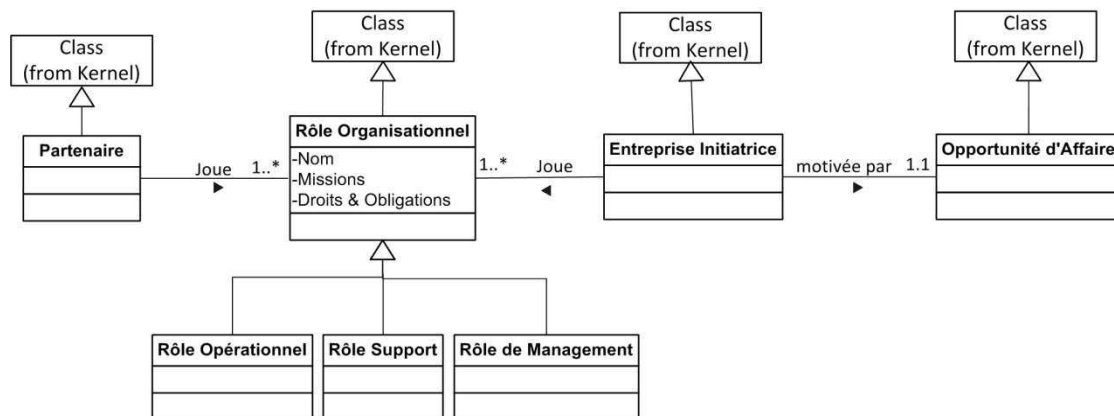 Class
(from Kernel)
Class
(from Kernel)
Class
(from Kernel)
Class
(from Kernel)
Partenaire
Joue
1..*
Rôle Organisationnel
-Nom
-Missions
-Droits & Obligations
1..*
Joue
Entreprise Initiatrice
motivée par
1.1
Opportunité d'Affaire
Rôle Opérationnel
Rôle Support
Rôle de Management